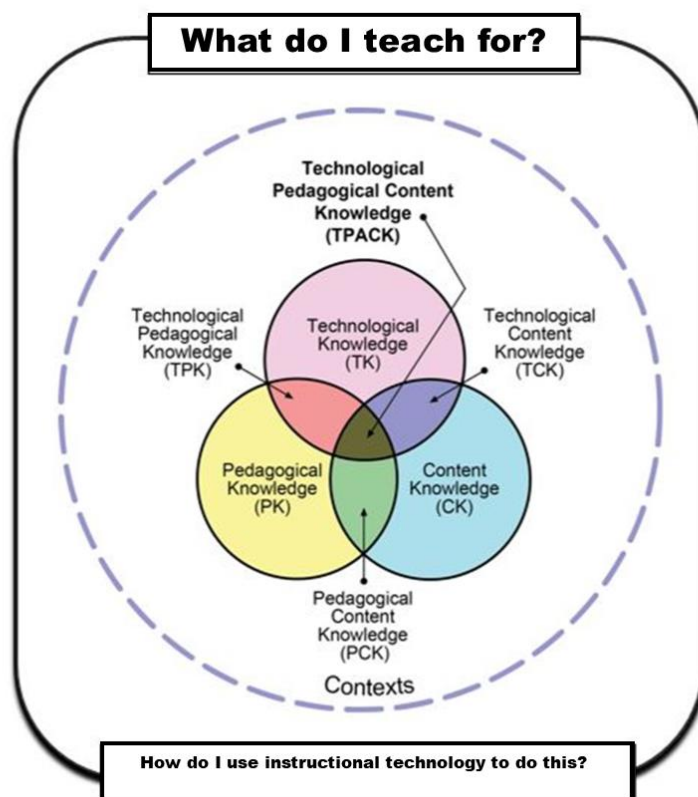 What do I teach for?
Technological
Pedagogical Content
Knowledge
(TPACK)
Technological
Pedagogical
Knowledge
(TPK)
Technological
Knowledge
(TK)
Technological
Content
Knowledge
(TCK)
Pedagogical
Knowledge
(PK)
Content
Knowledge
(CK)
Pedagogical
Content
Knowledge
(PCK)
Contexts
How do I use instructional technology to do this?